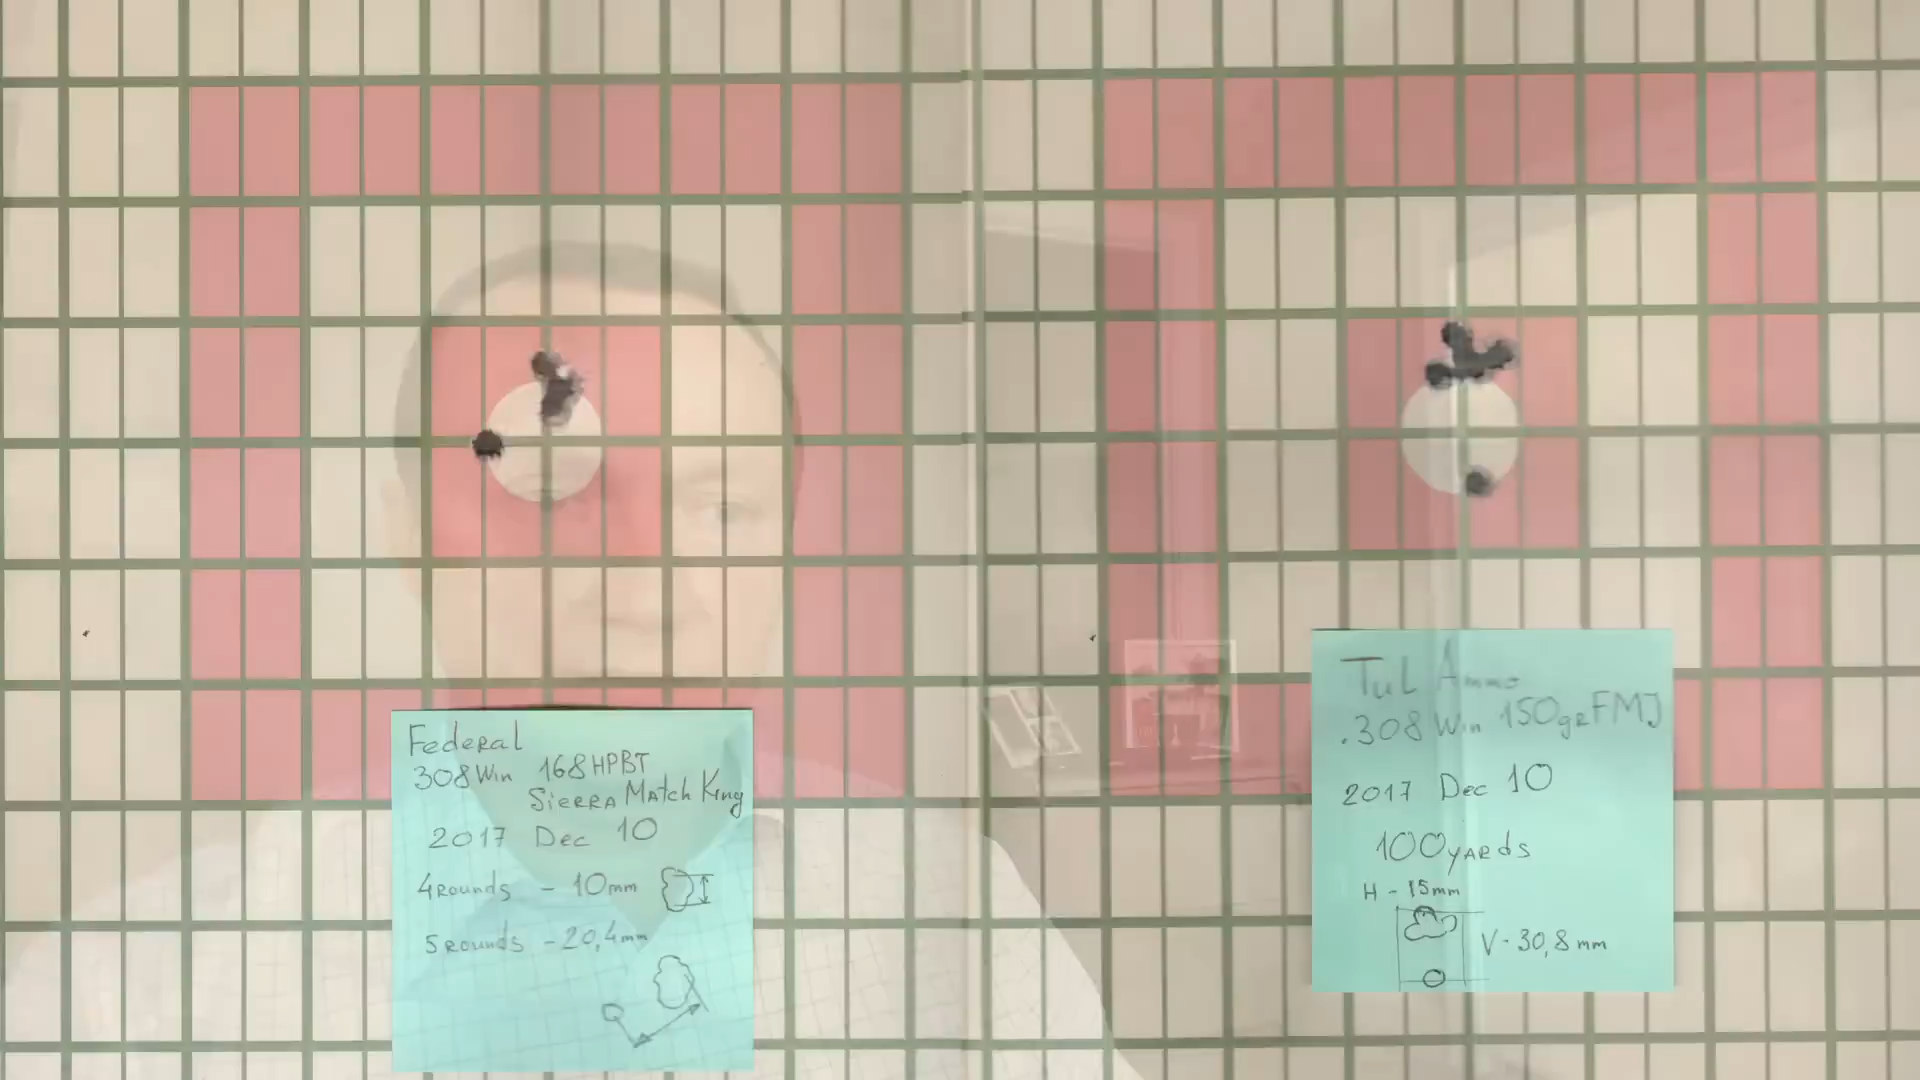 Federal
308 Win 168 HPBT
Sierra Match King
2017 Dec 10
4 Rounds - 10mm
5 Rounds - 20,4mm
Tul Ammo
.308 Win 150gr FMJ
2017 Dec 10
100 yards
H - 15mm
V - 30,8 mm